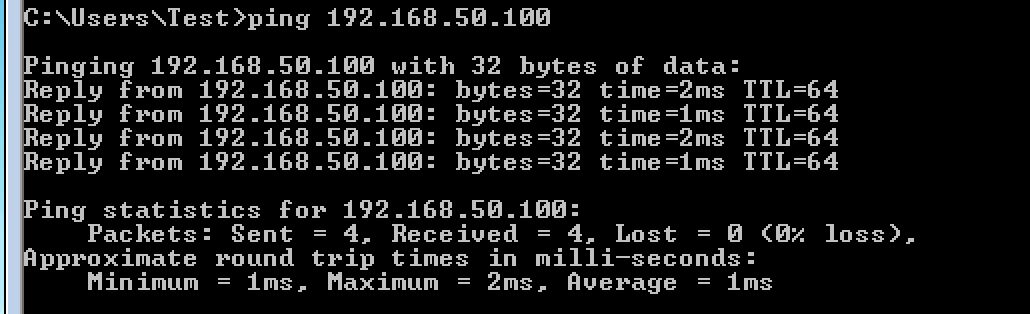 C:\Users\Test>ping 192.168.50.100
Pinging 192.168.50.100 with 32 bytes of data:
Reply from 192.168.50.100: bytes=32 time=2ms TTL=64
Reply from 192.168.50.100: bytes=32 time=1ms TTL=64
Reply from 192.168.50.100: bytes=32 time=2ms TTL=64
Reply from 192.168.50.100: bytes=32 time=1ms TTL=64
Ping statistics for 192.168.50.100:
    Packets: Sent = 4, Received = 4, Lost = 0 (0% loss),
Approximate round trip times in milli-seconds:
    Minimum = 1ms, Maximum = 2ms, Average = 1ms